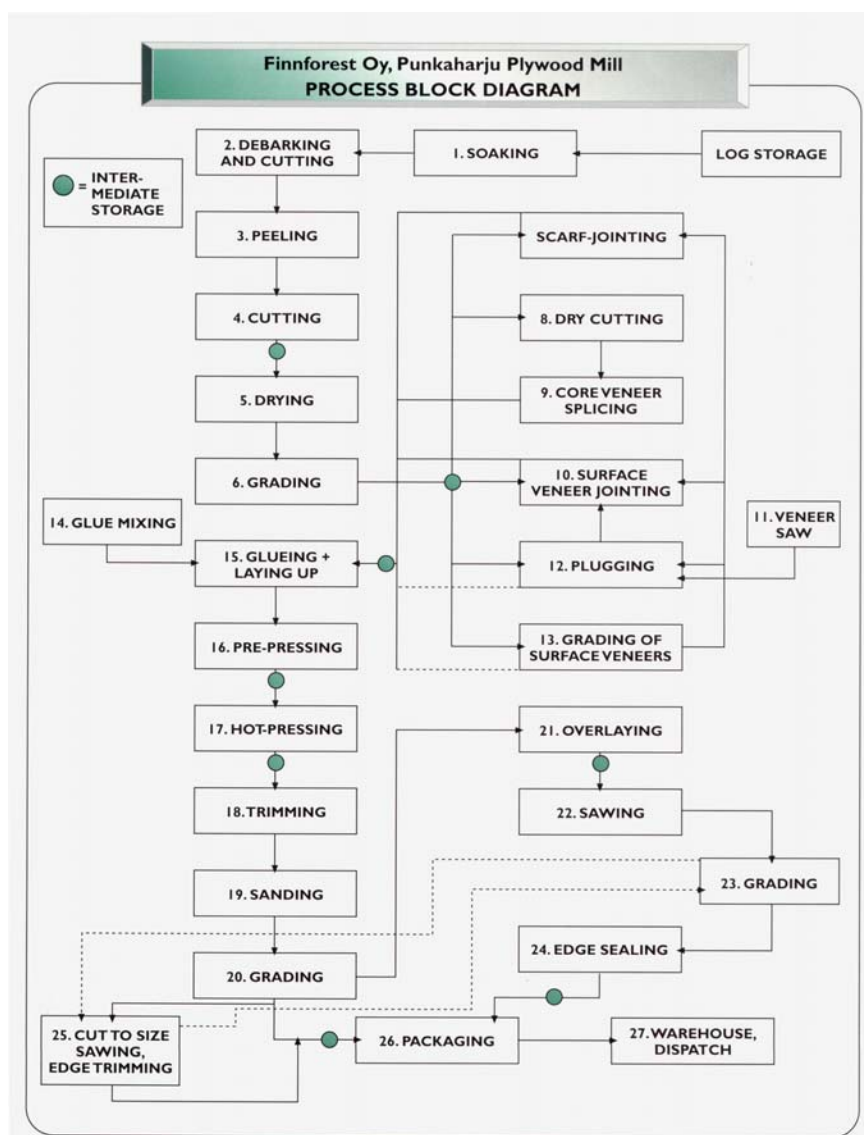 Finnforest Oy, Punkaharju Plywood Mill
PROCESS BLOCK DIAGRAM
2. DEBARKING
AND CUTTING
1. SOAKING
LOG STORAGE
= INTER-
MEDIATE
STORAGE
3. PEELING
SCARF-JOINTING
4. CUTTING
8. DRY CUTTING
5. DRYING
9. CORE VENEER
SPLICING
6. GRADING
10. SURFACE
VENEER JOINTING
14. GLUE MIXING
11. VENEER
SAW
15. GLUEING +
LAYING UP
12. PLUGGING
16. PRE-PRESSING
13. GRADING OF
SURFACE VENEERS
17. HOT-PRESSING
21. OVERLAYING
18. TRIMMING
22. SAWING
19. SANDING
23. GRADING
20. GRADING
24. EDGE SEALING
25. CUT TO SIZE
SAWING,
EDGE TRIMMING
26. PACKAGING
27. WAREHOUSE,
DISPATCH